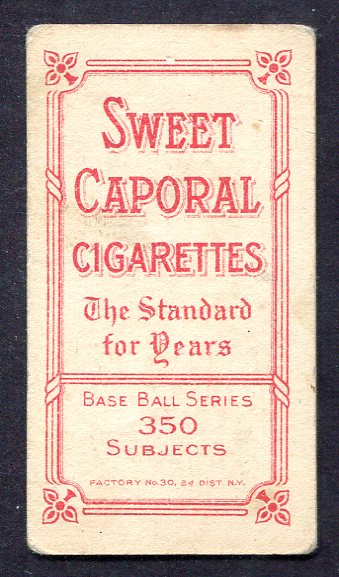 SWEET
CAPORAL
CIGARETTES
The Standard
for Years
BASE BALL SERIES
350
SUBJECTS
FACTORY No. 30, 2d DIST. N.Y.